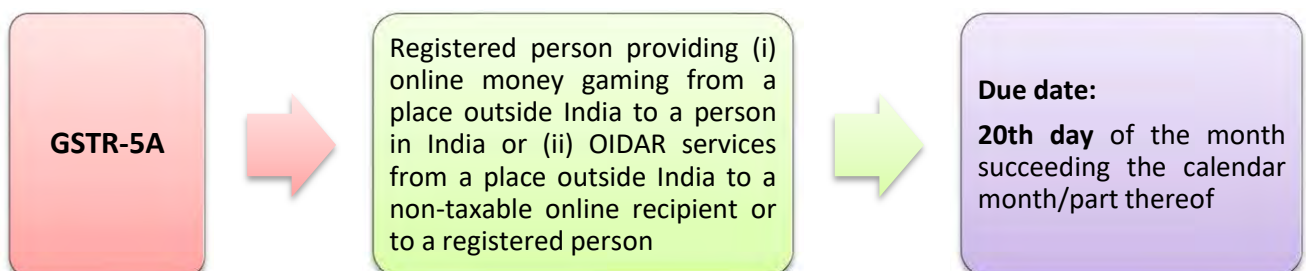 GSTR-5A
Registered person providing (i)
online money gaming from a
place outside India to a person
in India or (ii) OIDAR services
from a place outside India to a
non-taxable online recipient or
to a registered person
Due date:
20th day of the month
succeeding the calendar
month/part thereof